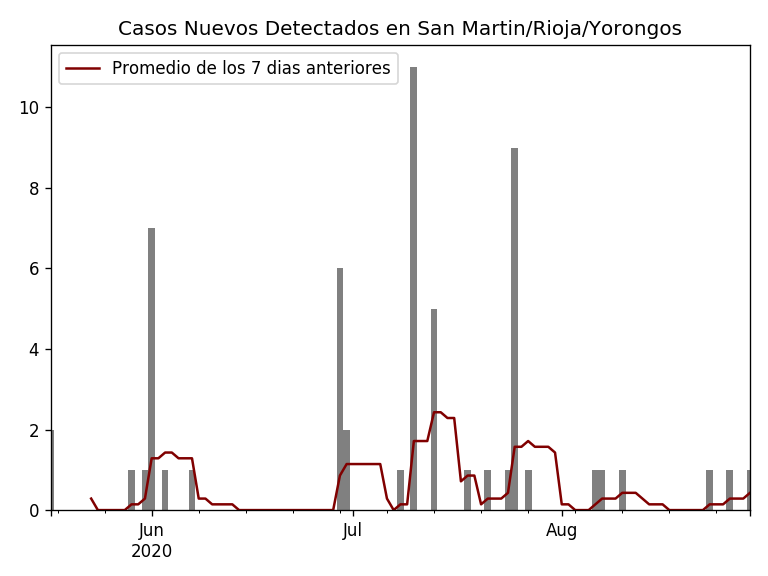 Casos Nuevos Detectados en San Martin/Rioja/Yorongos
Promedio de los 7 dias anteriores
10
8
6
4
2
0
Jun
2020
Jul
Aug